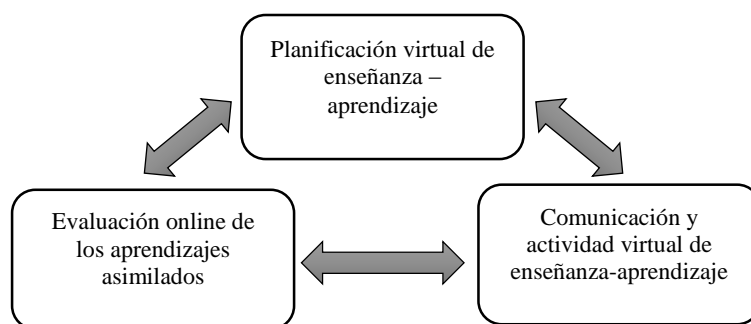 Planificación virtual de
enseñanza –
aprendizaje
Evaluación online de
los aprendizajes
asimilados
Comunicación y
actividad virtual de
enseñanza-aprendizaje